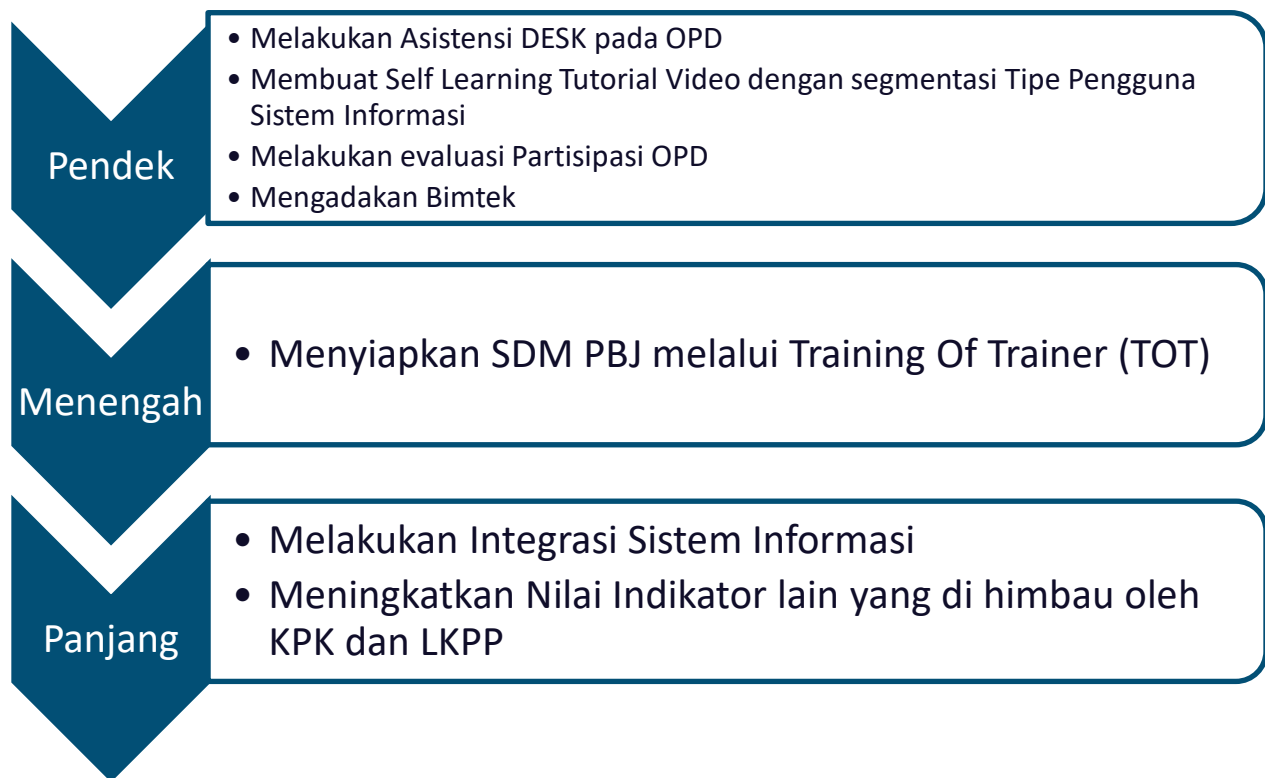 Pendek
• Melakukan Asistensi DESK pada OPD
• Membuat Self Learning Tutorial Video dengan segmentasi Tipe Pengguna
Sistem Informasi
• Melakukan evaluasi Partisipasi OPD
• Mengadakan Bimtek
Menengah
• Menyiapkan SDM PBJ melalui Training Of Trainer (TOT)
Panjang
• Melakukan Integrasi Sistem Informasi
• Meningkatkan Nilai Indikator lain yang di himbau oleh
KPK dan LKPP